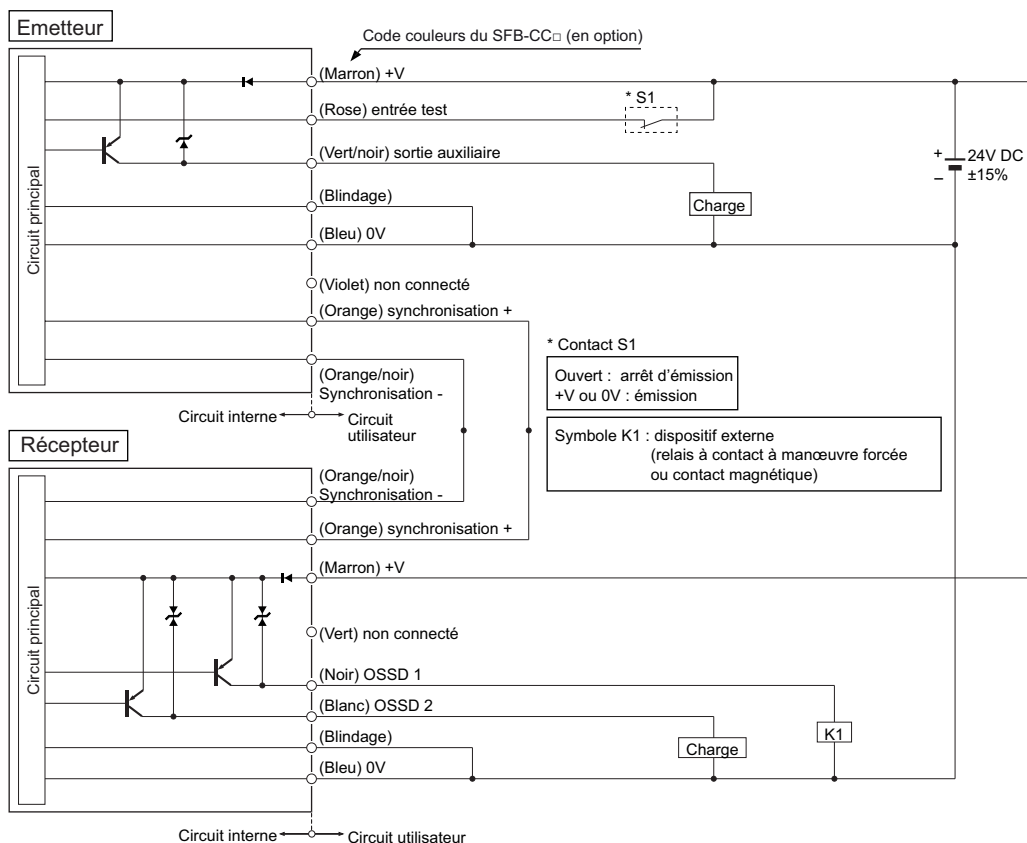 Emetteur
Code couleurs du SFB-CC□ (en option)
Circuit principal
(Marron) +V
* S1
(Rose) entrée test
(Vert/noir) sortie auxiliaire
+
24V DC
–
±15%
(Blindage)
Charge
(Bleu) 0V
(Violet) non connecté
(Orange) synchronisation +
(Orange/noir)
Synchronisation -
Circuit interne
Circuit
utilisateur
* Contact S1
Ouvert : arrêt d’émission
+V ou 0V : émission
Symbole K1 : dispositif externe
(relais à contact à manœuvre forcée
ou contact magnétique)
Récepteur
Circuit principal
(Orange/noir)
Synchronisation -
(Orange) synchronisation +
(Marron) +V
(Vert) non connecté
(Noir) OSSD 1
(Blanc) OSSD 2
K1
(Blindage)
Charge
(Bleu) 0V
Circuit interne
Circuit utilisateur